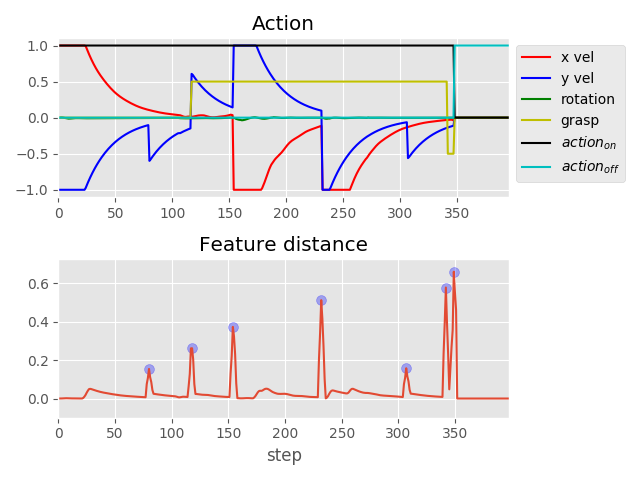 Action
1.0
0.5
0.0
−0.5
−1.0
0 50 100 150 200 250 300 350
x vel
y vel
rotation
grasp
action_on
action_off
Feature distance
0.6
0.4
0.2
0.0
0 50 100 150 200 250 300 350
step